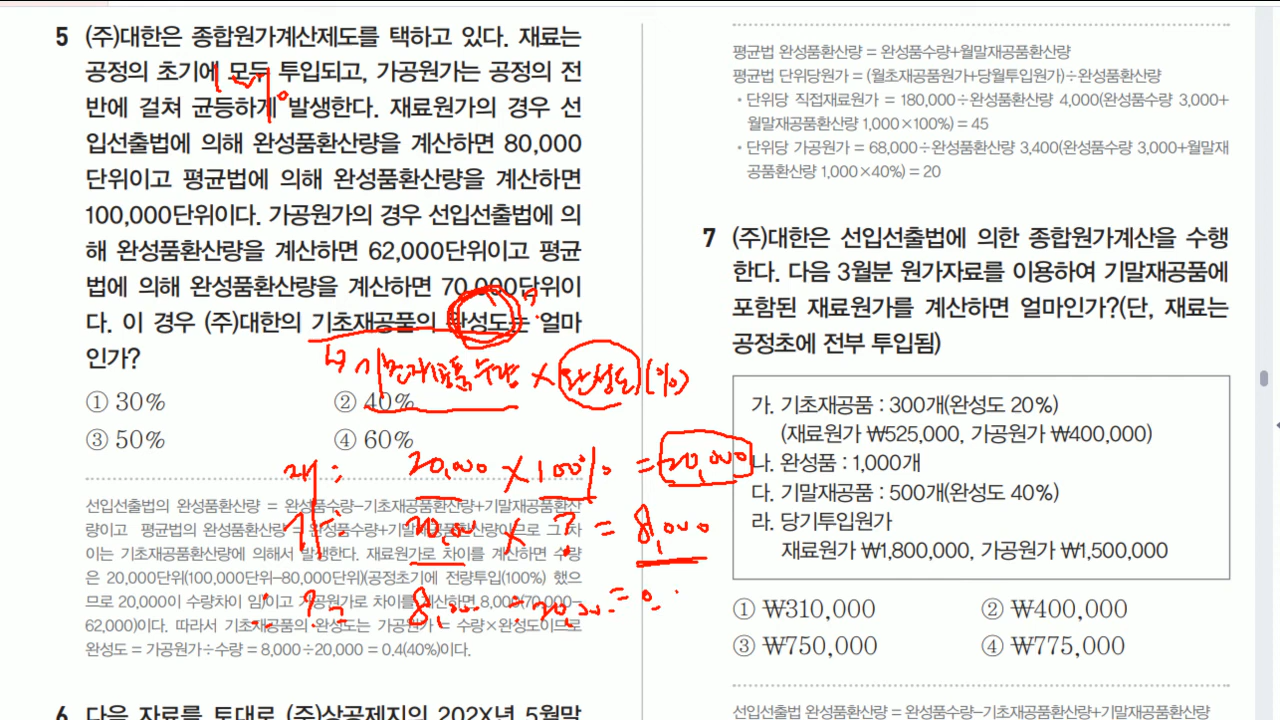 5 (주)대한은 종합원가계산제도를 택하고 있다. 재료는
공정의 초기에 모두 투입되고, 가공원가는 공정의 전
반에 걸쳐 균등하게 발생한다. 재료원가의 경우 선
입선출법에 의해 완성품환산량을 계산하면 80,000
단위이고 평균법에 의해 완성품환산량을 계산하면
100,000단위이다. 가공원가의 경우 선입선출법에 의
해 완성품환산량을 계산하면 62,000단위이고 평균
법에 의해 완성품환산량을 계산하면 70,000단위이
다. 이 경우 (주)대한의 기초재공품의 완성도는 얼마
인가?
① 30% ② 40%
③ 50% ④ 60%
× 완성도(%)
재: 20,000 × 100% = 20,000
가: 20,000 × ? = 8,000
∴ ? = 8,000 ÷ 20,000 = 0.
선입선출법의 완성품환산량 = 완성품수량-기초재공품환산량+기말재공품환산
량이고 평균법의 완성품환산량 = 완성품수량+기말재공품환산량이므로 그 차
이는 기초재공품환산량에 의해서 발생한다. 재료원가로 차이를 계산하면 수량
은 20,000단위(100,000단위-80,000단위)(공정초기에 전량투입(100%) 했으
므로 20,000이 수량차이 임)이고 가공원가로 차이를 계산하면 8,000(70,000-
62,000)이다. 따라서 기초재공품의 완성도는 가공원가 = 수량×완성도이므로
완성도 = 가공원가÷수량 = 8,000÷20,000 = 0.4(40%)이다.
6 다음 자료를 토대로 (주)상공제지의 202X년 5월말
평균법 완성품환산량 = 완성품수량+월말재공품환산량
평균법 단위당원가 = (월초재공품원가+당월투입원가)÷완성품환산량
• 단위당 직접재료원가 = 180,000÷완성품환산량 4,000(완성품수량 3,000+
월말재공품환산량 1,000×100%) = 45
• 단위당 가공원가 = 68,000÷완성품환산량 3,400(완성품수량 3,000+월말재
공품환산량 1,000×40%) = 20
7 (주)대한은 선입선출법에 의한 종합원가계산을 수행
한다. 다음 3월분 원가자료를 이용하여 기말재공품에
포함된 재료원가를 계산하면 얼마인가?(단, 재료는
공정초에 전부 투입됨)
가. 기초재공품 : 300개(완성도 20%)
(재료원가 ₩525,000, 가공원가 ₩400,000)
나. 완성품 : 1,000개
다. 기말재공품 : 500개(완성도 40%)
라. 당기투입원가
재료원가 ₩1,800,000, 가공원가 ₩1,500,000
① ₩310,000 ② ₩400,000
③ ₩750,000 ④ ₩775,000
선입선출법 완성품환산량 = 완성품수량-기초재공품환산량+기말재공품환산량